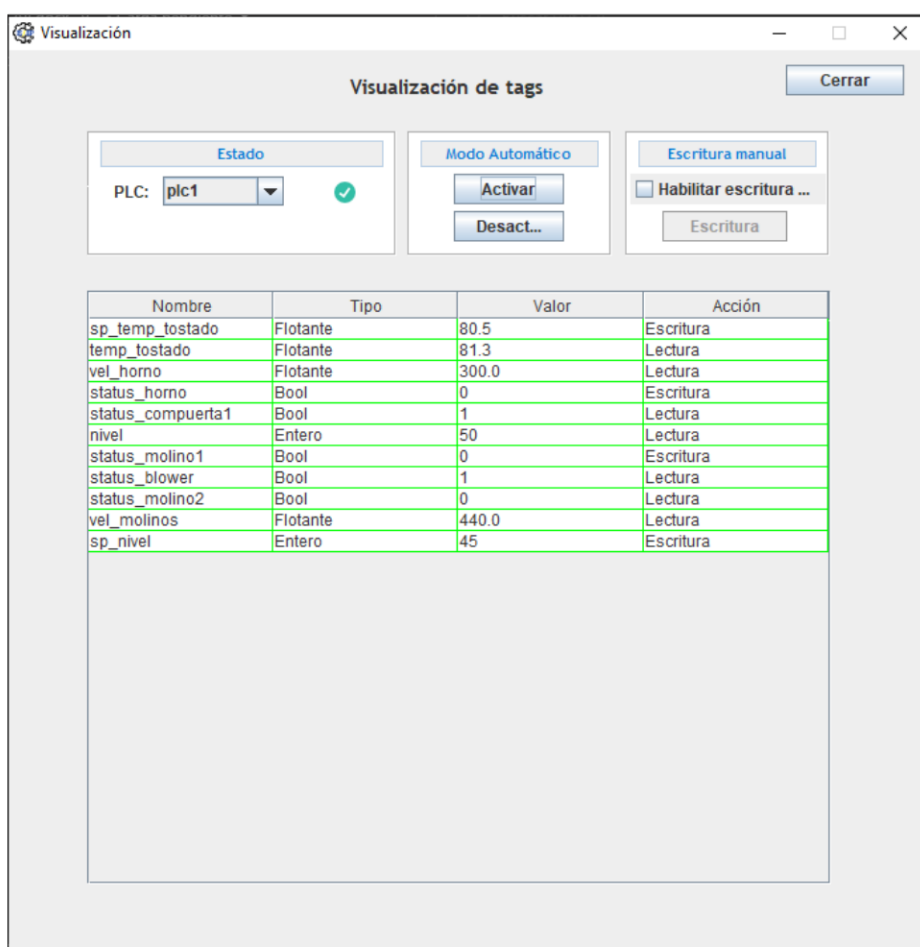 Visualización
Visualización de tags
Cerrar
Estado
PLC: plc1
Modo Automático
Activar
Desact...
Escritura manual
Habilitar escritura ...
Escritura
Nombre Tipo Valor Acción
sp_temp_tostado Flotante 80.5 Escritura
temp_tostado Flotante 81.3 Lectura
vel_horno Flotante 300.0 Lectura
status_horno Bool 0 Escritura
status_compuerta1 Bool 1 Lectura
nivel Entero 50 Lectura
status_molino1 Bool 0 Escritura
status_blower Bool 1 Lectura
status_molino2 Bool 0 Lectura
vel_molinos Flotante 440.0 Lectura
sp_nivel Entero 45 Escritura